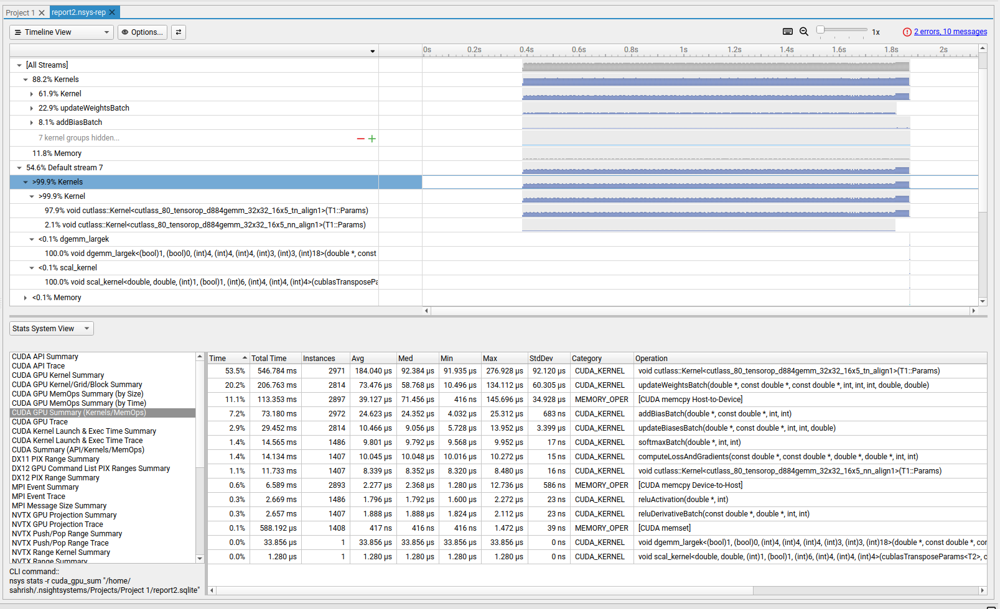 Project 1
report2.nsys-rep
Timeline View
Options...
1x
2 errors, 10 messages
0s 0.2s 0.4s 0.6s 0.8s 1s 1.2s 1.4s 1.6s 1.8s 2s
[All Streams]
88.2% Kernels
61.9% Kernel
22.9% updateWeightsBatch
8.1% addBiasBatch
7 kernel groups hidden...
11.8% Memory
54.6% Default stream 7
>99.9% Kernels
>99.9% Kernel
97.9% void cutlass::Kernel<cutlass_80_tensorop_d884gemm_32x32_16x5_tn_align1>(T1::Params)
2.1% void cutlass::Kernel<cutlass_80_tensorop_d884gemm_32x32_16x5_nn_align1>(T1::Params)
<0.1% dgemm_largek
100.0% void dgemm_largek<(bool)1, (bool)0, (int)4, (int)4, (int)4, (int)3, (int)3, (int)18>(double *, const
<0.1% scal_kernel
100.0% void scal_kernel<double, double, (int)1, (bool)1, (int)6, (int)4, (int)4, (int)4>(cublasTransposePa
<0.1% Memory
Stats System View
CUDA API Summary
CUDA API Trace
CUDA GPU Kernel Summary
CUDA GPU Kernel/Grid/Block Summary
CUDA GPU MemOps Summary (by Size)
CUDA GPU MemOps Summary (by Time)
CUDA GPU Summary (Kernels/MemOps)
CUDA GPU Trace
CUDA Kernel Launch & Exec Time Summary
CUDA Kernel Launch & Exec Time Trace
CUDA Summary (API/Kernels/MemOps)
DX11 PIX Range Summary
DX12 GPU Command List PIX Ranges Summary
DX12 PIX Range Summary
MPI Event Summary
MPI Event Trace
MPI Message Size Summary
NVTX GPU Projection Summary
NVTX GPU Projection Trace
NVTX Push/Pop Range Summary
NVTX Push/Pop Range Trace
NVTX Range Kernel Summary
NVTX Range Summary
CLI command::
nsys stats -r cuda_gpu_sum "/home/
sahrish/.nsightsystems/Projects/Project 1/report2.sqlite"
Time Total Time Instances Avg Med Min Max StdDev Category Operation
53.5% 546.784 ms 2971 184.040 μs 92.384 μs 91.935 μs 276.928 μs 92.120 μs CUDA_KERNEL void cutlass::Kernel<cutlass_80_tensorop_d884gemm_32x32_16x5_tn_align1>(T1::Params)
20.2% 206.763 ms 2814 73.476 μs 58.768 μs 10.496 μs 134.112 μs 60.305 μs CUDA_KERNEL updateWeightsBatch(double *, const double *, const double *, int, int, int, double, double)
11.1% 113.353 ms 2897 39.127 μs 71.456 μs 416 ns 145.696 μs 34.928 μs MEMORY_OPER [CUDA memcpy Host-to-Device]
7.2% 73.180 ms 2972 24.623 μs 24.352 μs 4.032 μs 25.312 μs 683 ns CUDA_KERNEL addBiasBatch(double *, const double *, int, int)
2.9% 29.452 ms 2814 10.466 μs 9.056 μs 5.728 μs 13.952 μs 3.399 μs CUDA_KERNEL updateBiasesBatch(double *, const double *, int, int, double)
1.4% 14.565 ms 1486 9.801 μs 9.792 μs 9.568 μs 9.952 μs 17 ns CUDA_KERNEL softmaxBatch(double *, int, int)
1.4% 14.134 ms 1407 10.045 μs 10.048 μs 10.016 μs 10.272 μs 15 ns CUDA_KERNEL computeLossAndGradients(const double *, const double *, double *, double *, int, int)
1.1% 11.733 ms 1407 8.339 μs 8.352 μs 8.320 μs 8.480 μs 16 ns CUDA_KERNEL void cutlass::Kernel<cutlass_80_tensorop_d884gemm_32x32_16x5_nn_align1>(T1::Params)
0.6% 6.589 ms 2893 2.277 μs 2.368 μs 1.280 μs 12.736 μs 586 ns MEMORY_OPER [CUDA memcpy Device-to-Host]
0.3% 2.669 ms 1486 1.796 μs 1.792 μs 1.600 μs 2.272 μs 23 ns CUDA_KERNEL reluActivation(double *, int)
0.3% 2.657 ms 1407 1.888 μs 1.888 μs 1.824 μs 2.112 μs 23 ns CUDA_KERNEL reluDerivativeBatch(const double *, double *, int, int)
0.1% 588.192 μs 1408 417 ns 416 ns 416 ns 1.472 μs 39 ns MEMORY_OPER [CUDA memset]
0.0% 33.856 μs 1 33.856 μs 33.856 μs 33.856 μs 33.856 μs 0 ns CUDA_KERNEL void dgemm_largek<(bool)1, (bool)0, (int)4, (int)4, (int)4, (int)3, (int)3, (int)18>(double *, const double *, cor
0.0% 1.280 μs 1 1.280 μs 1.280 μs 1.280 μs 1.280 μs 0 ns CUDA_KERNEL void scal_kernel<double, double, (int)1, (bool)1, (int)6, (int)4, (int)4, (int)4>(cublasTransposeParams<T2>, c